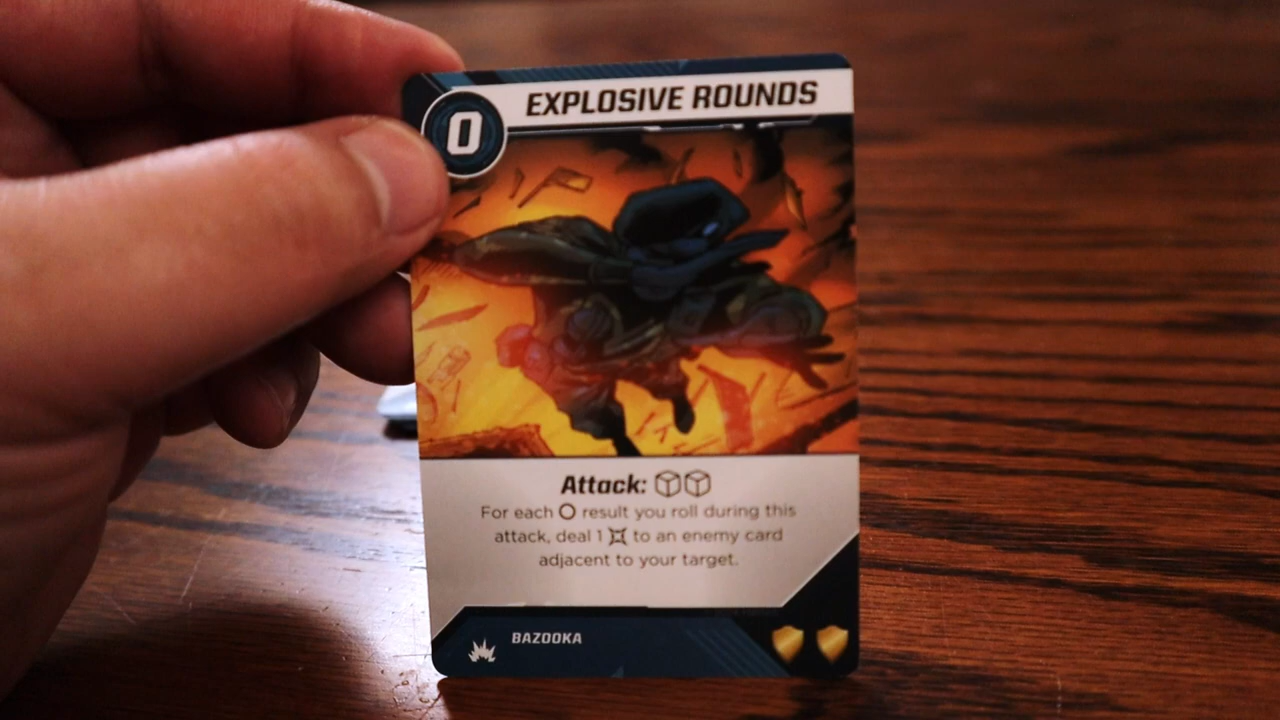 0
EXPLOSIVE ROUNDS
Attack:
For each result you roll during this
attack, deal 1 to an enemy card
adjacent to your target.
BAZOOKA